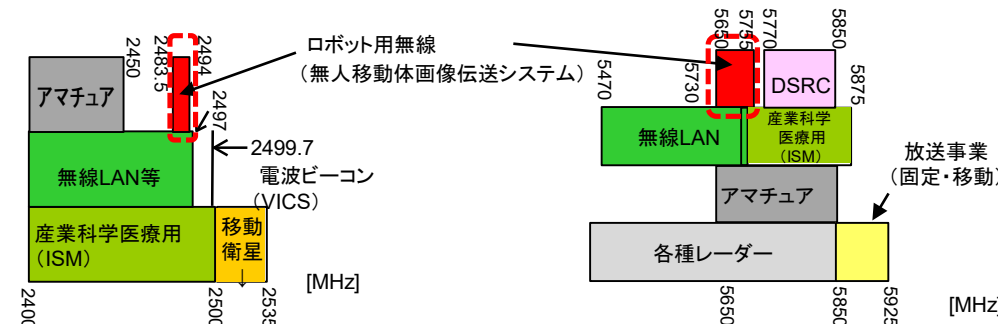 2450
2483.5
2494
2497
アマチュア
ロボット用無線
（無人移動体画像伝送システム）
2499.7
電波ビーコン
(VICS)
無線LAN等
産業科学医療用
（ISM）
移動
衛星
↓
[MHz]
2400
2500
2535
5470
5730
5650
5755
5770
5850
5875
DSRC
無線LAN
産業科学
医療用
(ISM)
アマチュア
放送事業
（固定・移動）
各種レーダー
5650
5850
5925
[MHz]